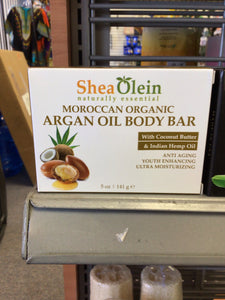 Shea Olein
naturally essential
MOROCCAN ORGANIC
ARGAN OIL BODY BAR
With Coconut Butter
& Indian Hemp Oil
ANTI AGING
YOUTH ENHANCING
ULTRA MOISTURIZING
5 oz | 141 g ℮